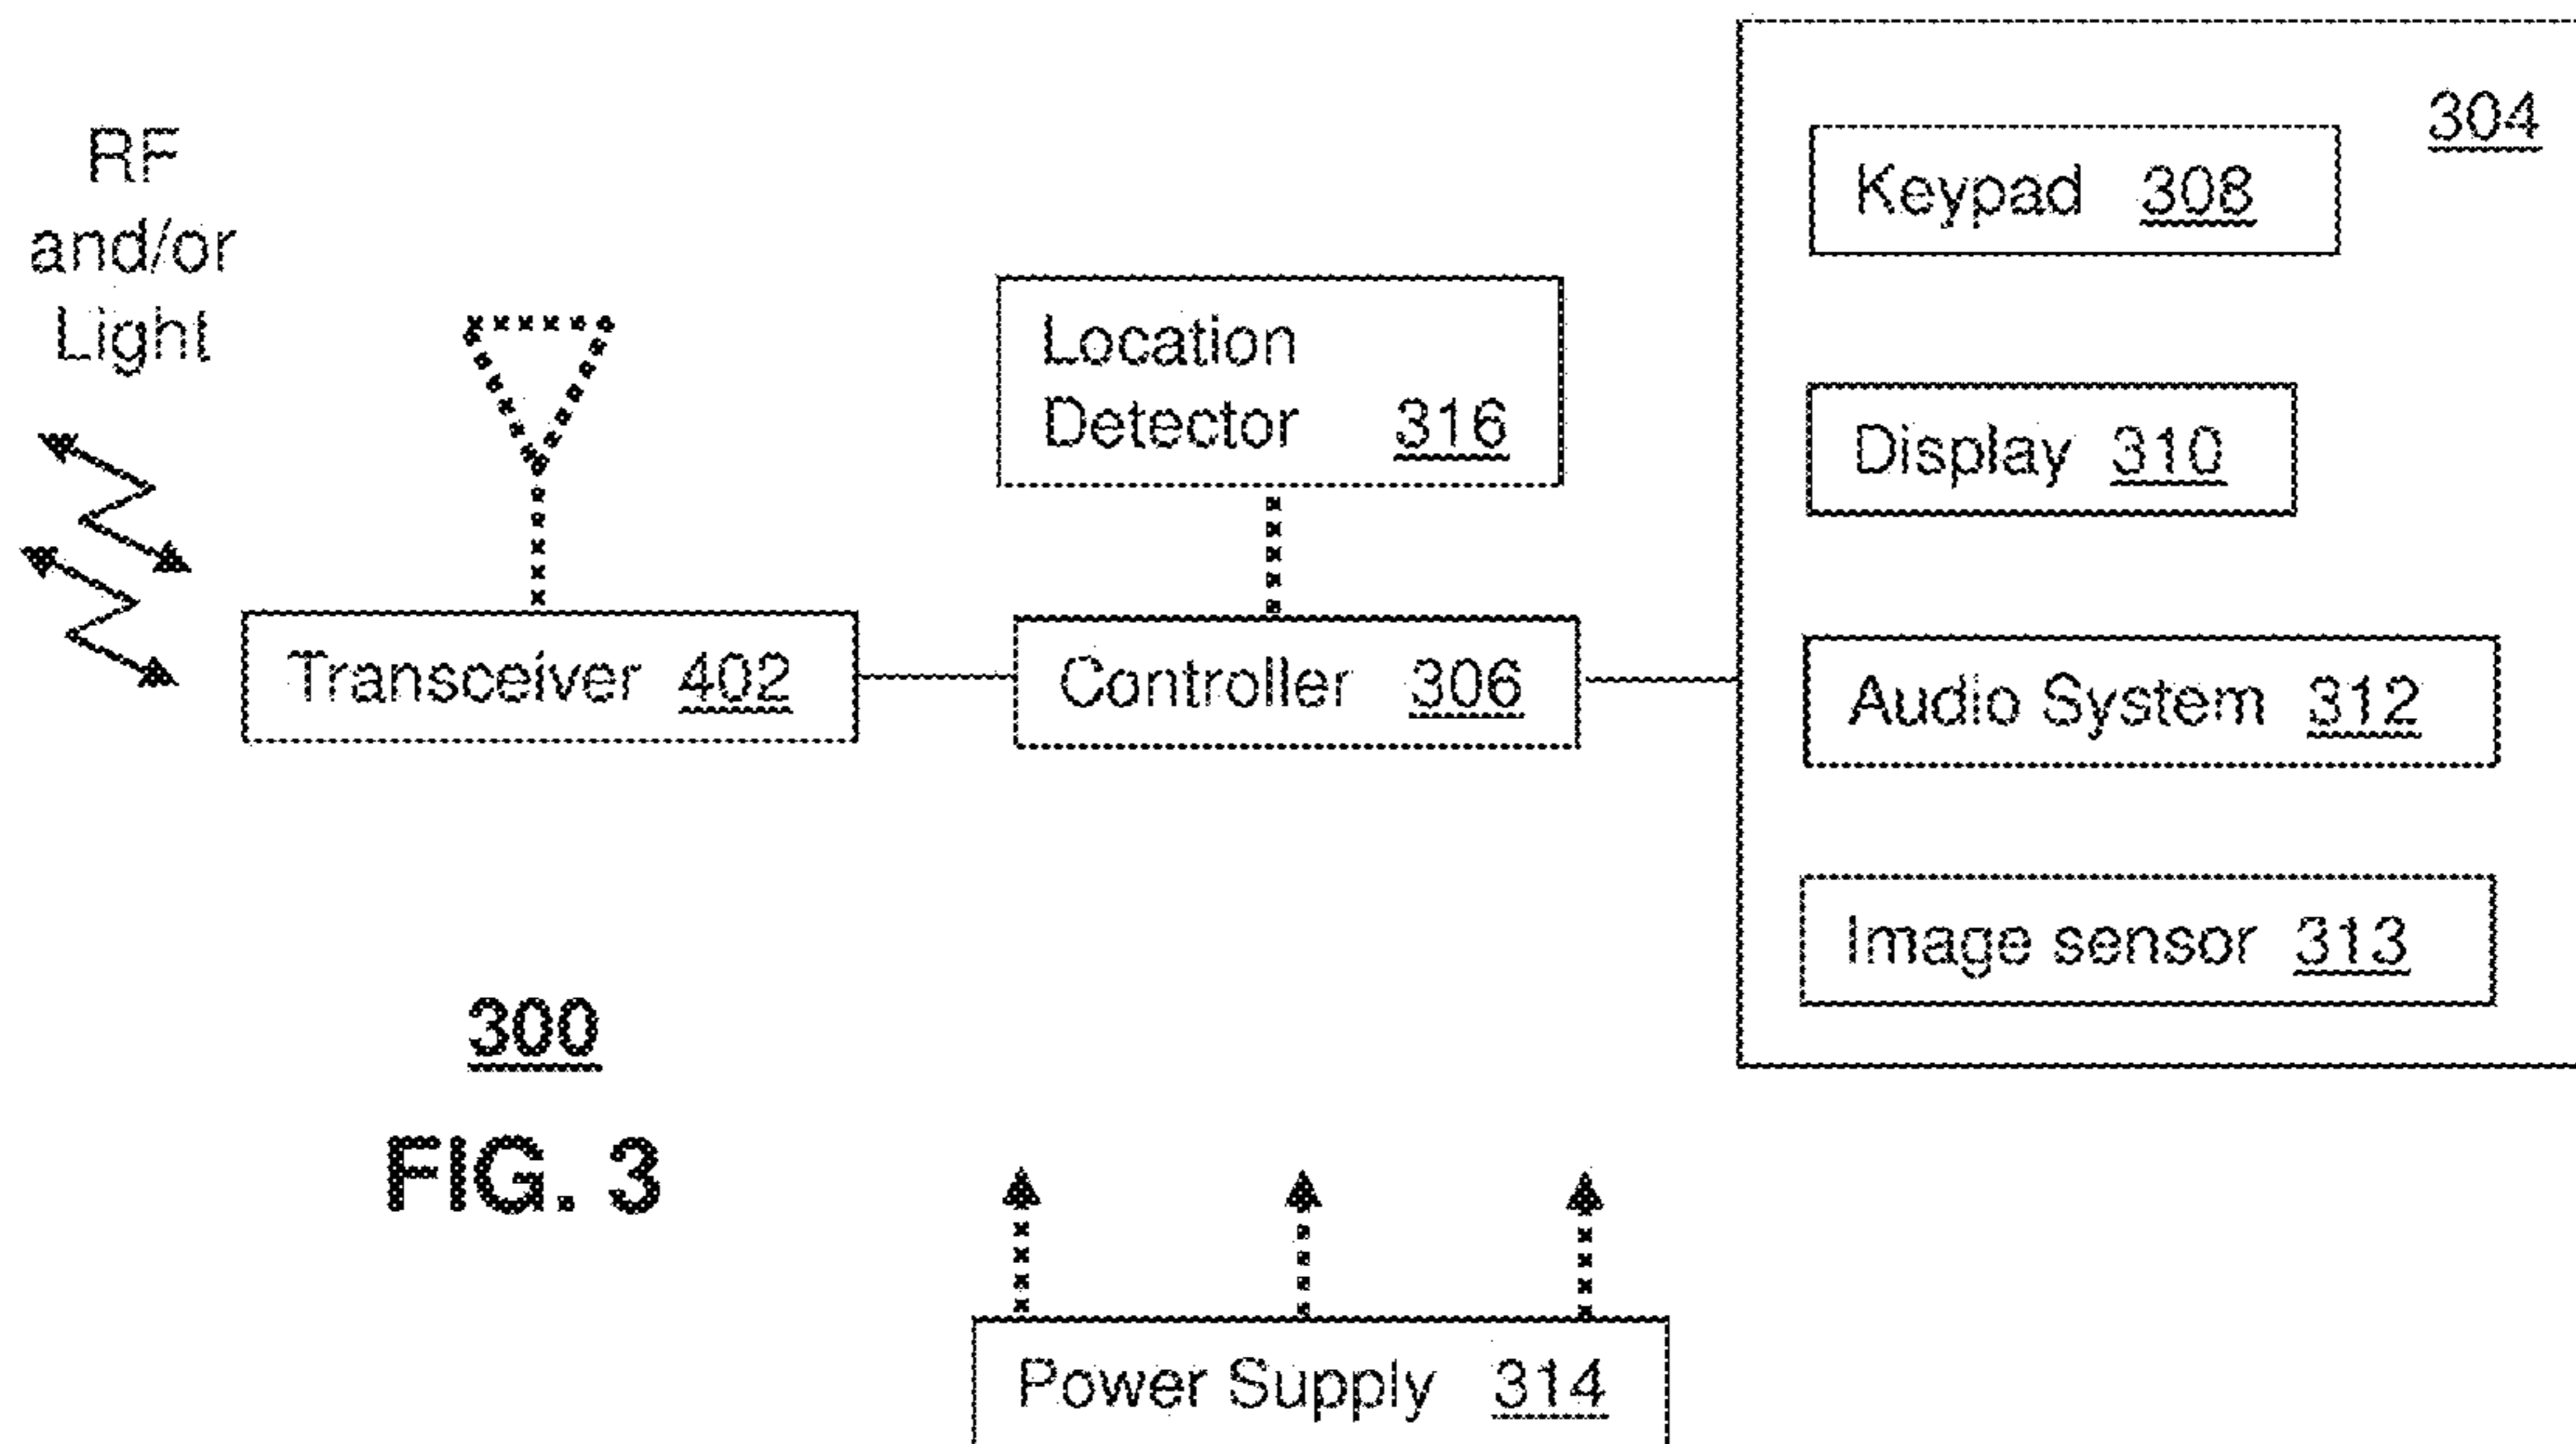 RF
and/or
Light
Transceiver 402
Location
Detector 316
Controller 306
304
Keypad 308
Display 310
Audio System 312
Image sensor 313
300
FIG. 3
Power Supply 314